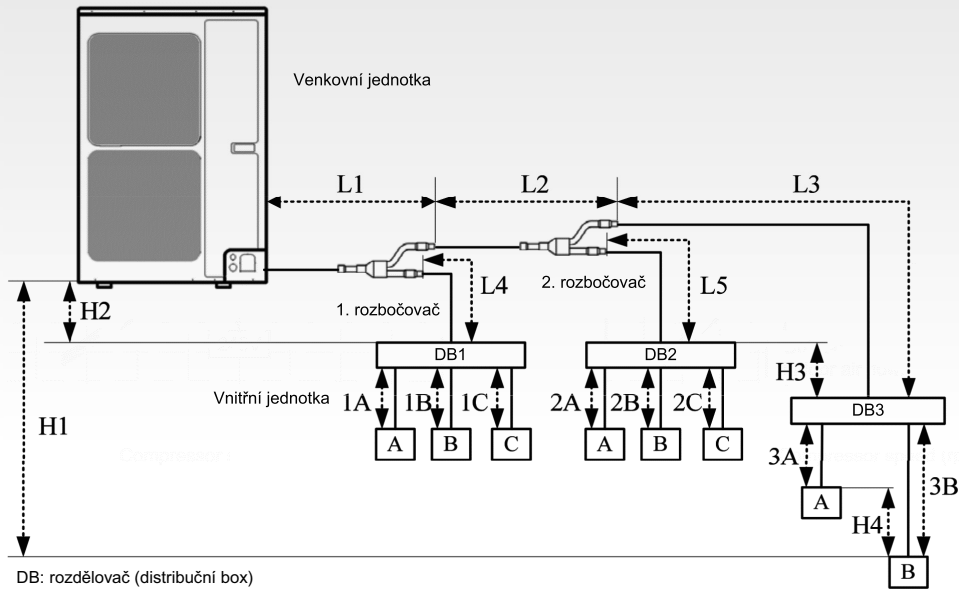 Venkovní jednotka
L1
L2
L3
1. rozbočovač
L4
2. rozbočovač
L5
H2
DB1
DB2
H3
DB3
Vnitřní jednotka
1A
1B
1C
2A
2B
2C
H1
A
B
C
A
B
C
3A
3B
A
H4
B
DB: rozdělovač (distribuční box)